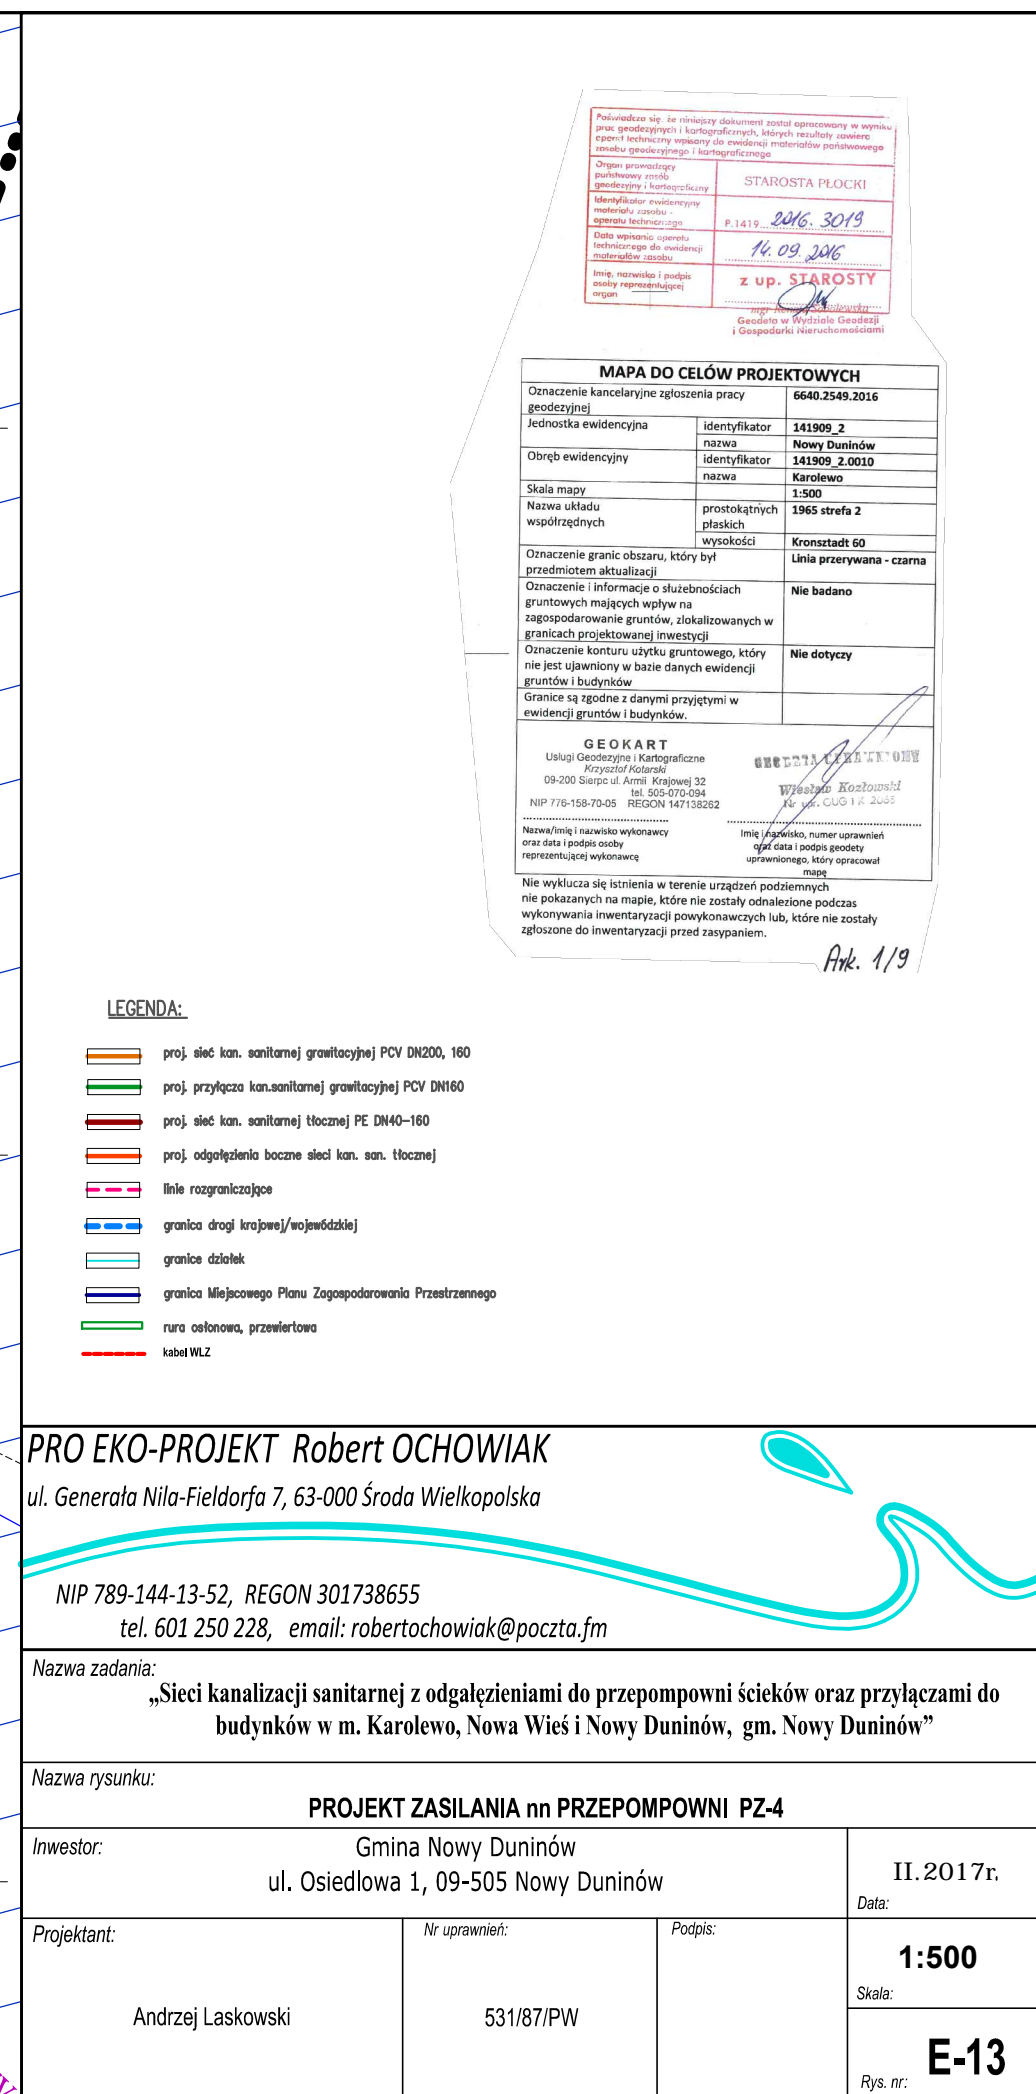 Poświadcza się, że niniejszy dokument został opracowany w wyniku
prac geodezyjnych i kartograficznych, których rezultaty zawiera
operat techniczny wpisany do ewidencji materiałów państwowego
zasobu geodezyjnego i kartograficznego
Organ prowadzący
państwowy zasób
geodezyjny i kartograficzny
STAROSTA PŁOCKI
Identyfikator ewidencyjny
materiału zasobu -
operatu technicznego
P.1419. 2016. 3019
Data wpisania operatu
technicznego do ewidencji
materiałów zasobu
14. 09. 2016
Imię, nazwisko i podpis
osoby reprezentującej
organ
z up. STAROSTY
mgr Sobolewska
Geodeta w Wydziale Geodezji
i Gospodarki Nieruchomościami
MAPA DO CELÓW PROJEKTOWYCH
Oznaczenie kancelaryjne zgłoszenia pracy
geodezyjnej
6640.2549.2016
Jednostka ewidencyjna
identyfikator
141909_2
nazwa
Nowy Duninów
Obręb ewidencyjny
identyfikator
141909_2.0010
nazwa
Karolewo
Skala mapy
1:500
Nazwa układu
współrzędnych
prostokątnych
płaskich
1965 strefa 2
wysokości
Kronsztadt 60
Oznaczenie granic obszaru, który był
przedmiotem aktualizacji
Linia przerywana - czarna
Oznaczenie i informacje o służebnościach
gruntowych mających wpływ na
zagospodarowanie gruntów, zlokalizowanych w
granicach projektowanej inwestycji
Nie badano
Oznaczenie konturu użytku gruntowego, który
nie jest ujawniony w bazie danych ewidencji
gruntów i budynków
Nie dotyczy
Granice są zgodne z danymi przyjętymi w
ewidencji gruntów i budynków.
GEOKART
Usługi Geodezyjne i Kartograficzne
Krzysztof Kotarski
09-200 Sierpc ul. Armii Krajowej 32
tel. 505-070-094
NIP 776-158-70-05 REGON 147138262
GEODETA UPRAWNIONY
Wiesław Kozłowski
Nr upr. GUGiK 2055
Nazwa/imię i nazwisko wykonawcy
oraz data i podpis osoby
reprezentującej wykonawcę
Imię i nazwisko, numer uprawnień
oraz data i podpis geodety
uprawnionego, który opracował
mapę
Nie wyklucza się istnienia w terenie urządzeń podziemnych
nie pokazanych na mapie, które nie zostały odnalezione podczas
wykonywania inwentaryzacji powykonawczych lub, które nie zostały
zgłoszone do inwentaryzacji przed zasypaniem.
Ark. 1/9
LEGENDA:
proj. sieć kan. sanitarnej grawitacyjnej PCV DN200, 160
proj. przyłącza kan.sanitarnej grawitacyjnej PCV DN160
proj. sieć kan. sanitarnej tłocznej PE DN40-160
proj. odgałęzienia boczne sieci kan. san. tłocznej
linie rozgraniczające
granica drogi krajowej/wojewódzkiej
granice działek
granica Miejscowego Planu Zagospodarowania Przestrzennego
rura osłonowa, przewiertowa
kabel WLZ
PRO EKO-PROJEKT Robert OCHOWIAK
ul. Generała Nila-Fieldorfa 7, 63-000 Środa Wielkopolska
NIP 789-144-13-52, REGON 301738655
tel. 601 250 228, email: robertochowiak@poczta.fm
Nazwa zadania:
„Sieci kanalizacji sanitarnej z odgałęzieniami do przepompowni ścieków oraz przyłączami do
budynków w m. Karolewo, Nowa Wieś i Nowy Duninów, gm. Nowy Duninów”
Nazwa rysunku:
PROJEKT ZASILANIA nn PRZEPOMPOWNI PZ-4
Inwestor:
Gmina Nowy Duninów
ul. Osiedlowa 1, 09-505 Nowy Duninów
II.2017r.
Data:
Projektant:
Nr uprawnień:
Podpis:
1:500
Skala:
Andrzej Laskowski
531/87/PW
E-13
Rys. nr: